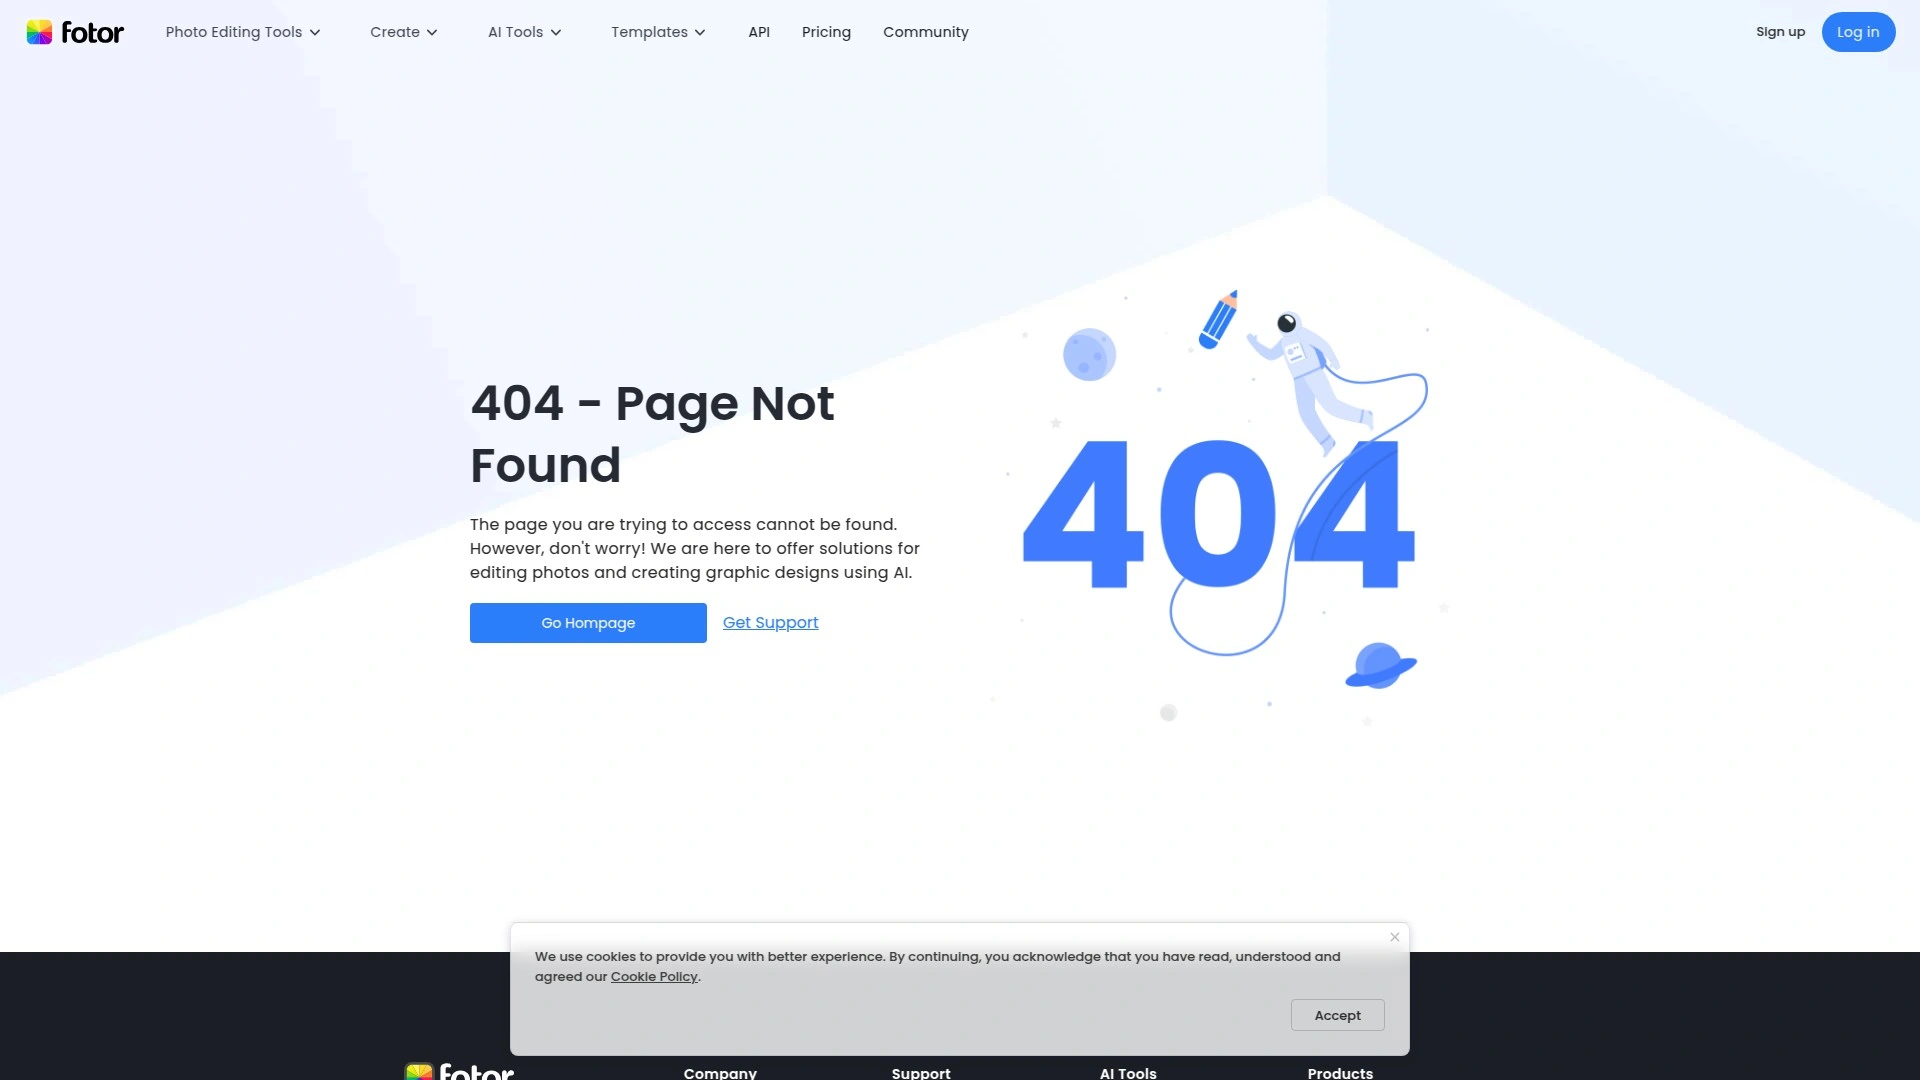 fotor
Photo Editing Tools
Create
AI Tools
Templates
API
Pricing
Community
Sign up
Log in
404 - Page Not
Found
The page you are trying to access cannot be found.
However, don't worry! We are here to offer solutions for
editing photos and creating graphic designs using AI.
Go Hompage
Get Support
404
We use cookies to provide you with better experience. By continuing, you acknowledge that you have read, understood and
agreed our Cookie Policy.
Accept
fotor
Company
Support
AI Tools
Products